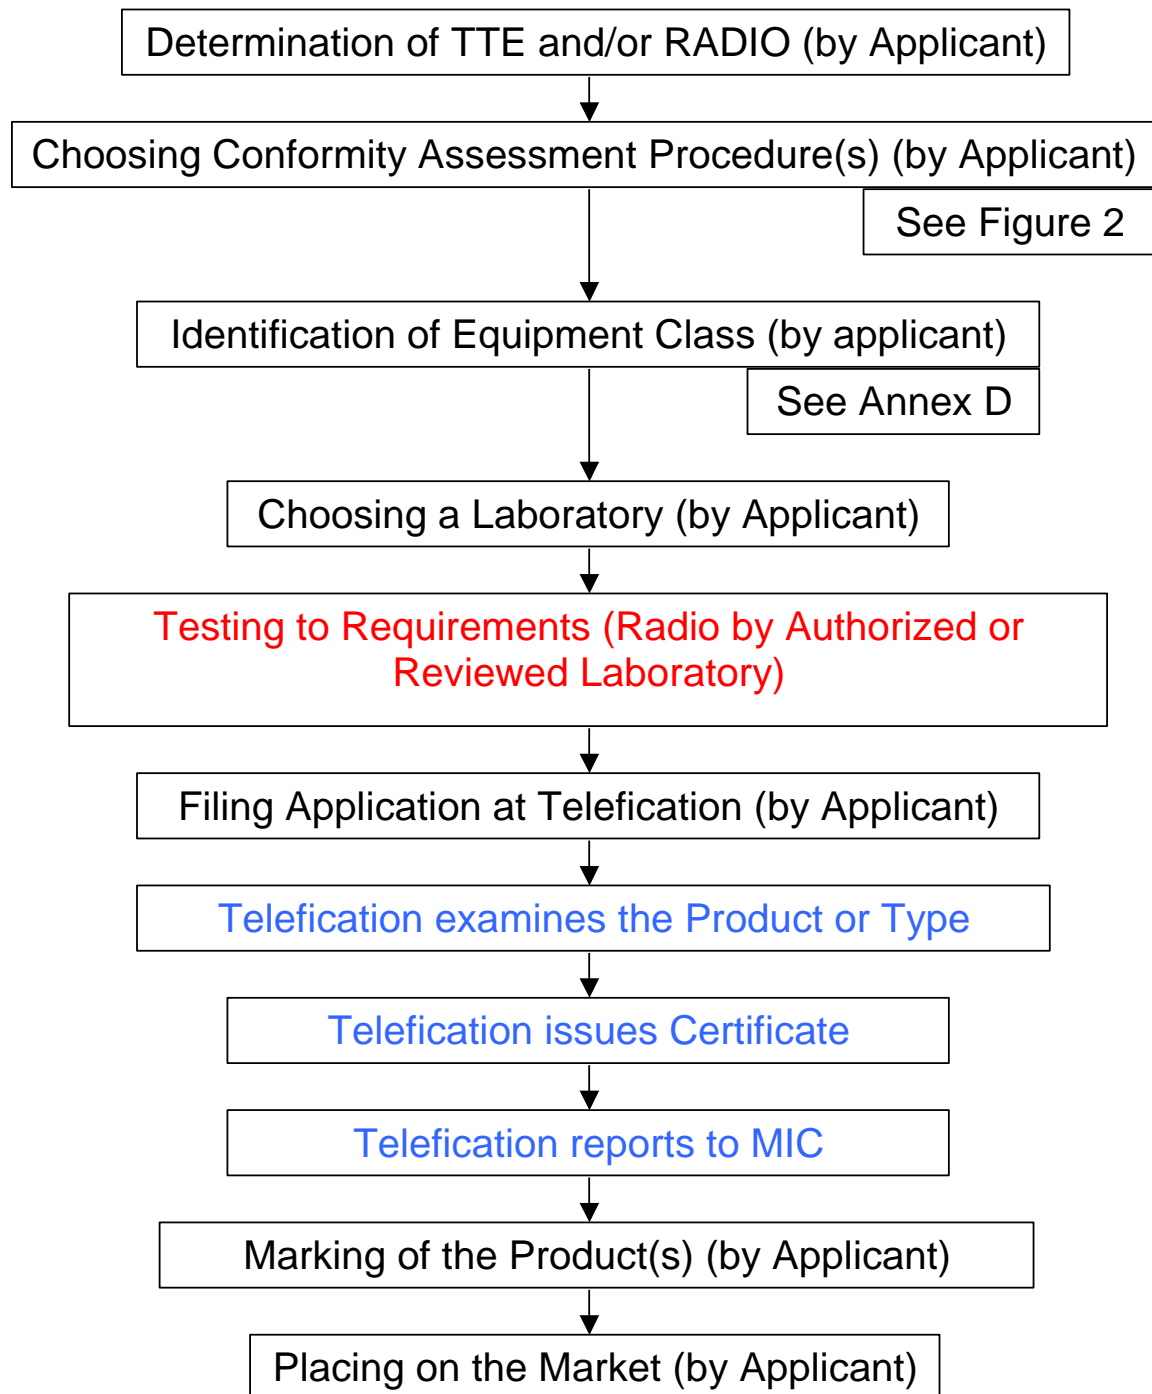 Determination of TTE and/or RADIO (by Applicant)
Choosing Conformity Assessment Procedure(s) (by Applicant)
See Figure 2
Identification of Equipment Class (by applicant)
See Annex D
Choosing a Laboratory (by Applicant)
Testing to Requirements (Radio by Authorized or
Reviewed Laboratory)
Filing Application at Telefication (by Applicant)
Telefication examines the Product or Type
Telefication issues Certificate
Telefication reports to MIC
Marking of the Product(s) (by Applicant)
Placing on the Market (by Applicant)